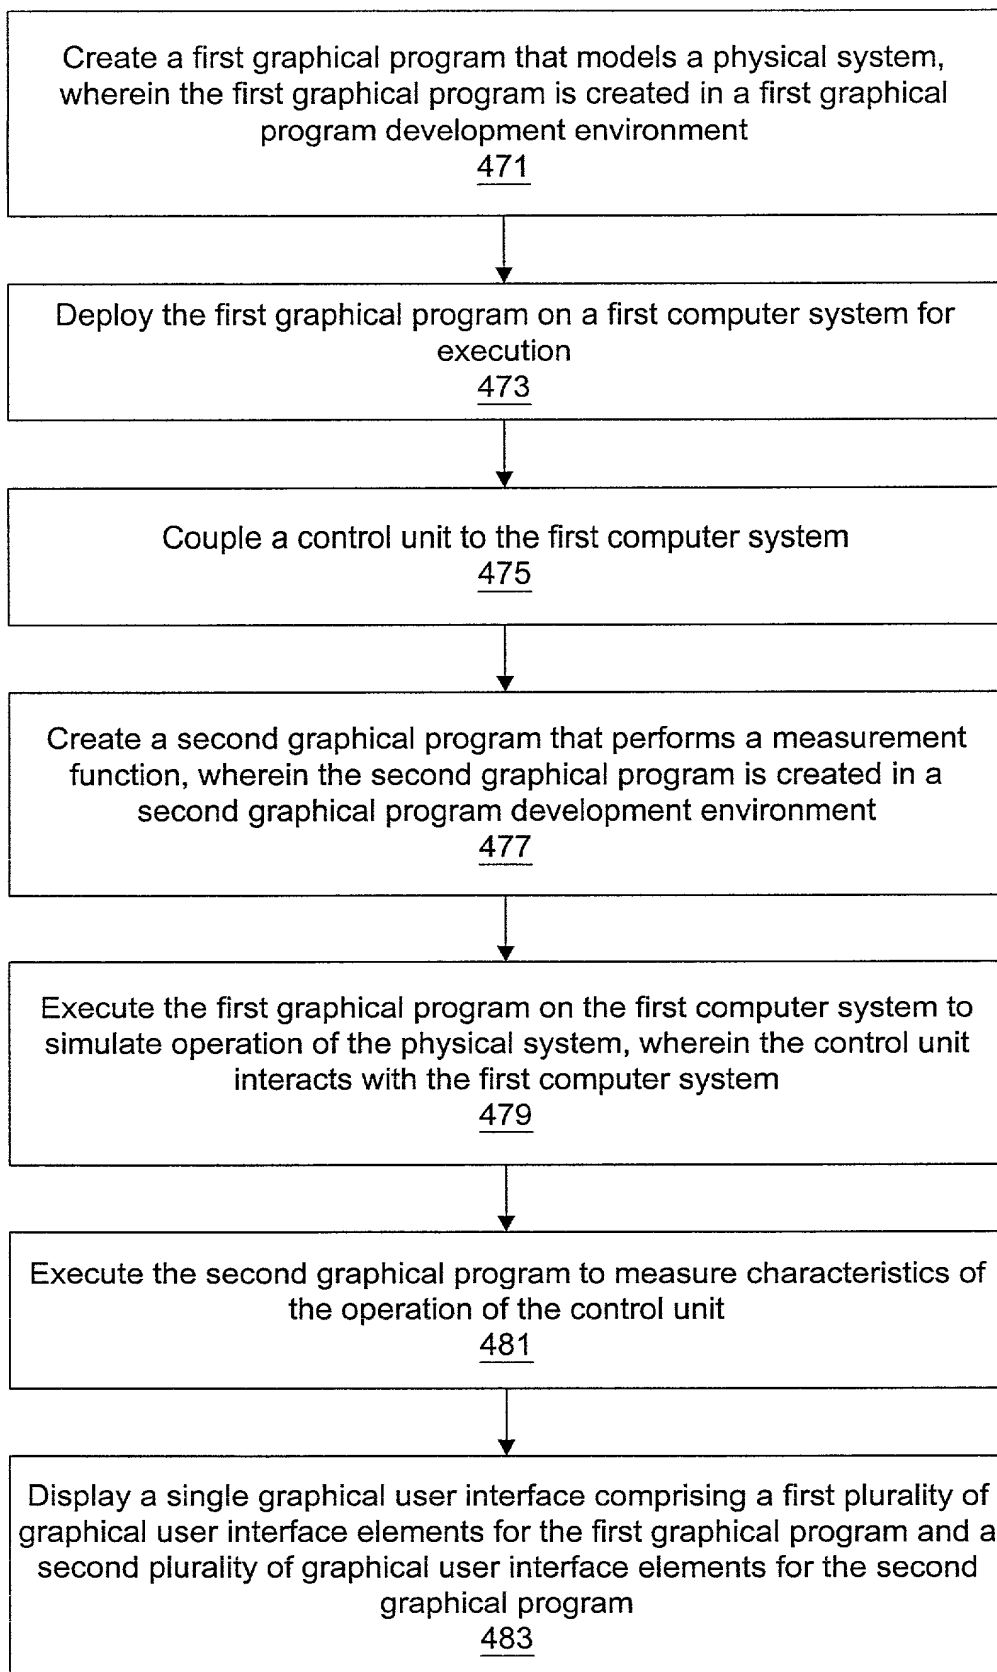 Create a first graphical program that models a physical system,
wherein the first graphical program is created in a first graphical
program development environment
471
Deploy the first graphical program on a first computer system for
execution
473
Couple a control unit to the first computer system
475
Create a second graphical program that performs a measurement
function, wherein the second graphical program is created in a
second graphical program development environment
477
Execute the first graphical program on the first computer system to
simulate operation of the physical system, wherein the control unit
interacts with the first computer system
479
Execute the second graphical program to measure characteristics of
the operation of the control unit
481
Display a single graphical user interface comprising a first plurality of
graphical user interface elements for the first graphical program and a
second plurality of graphical user interface elements for the second
graphical program
483